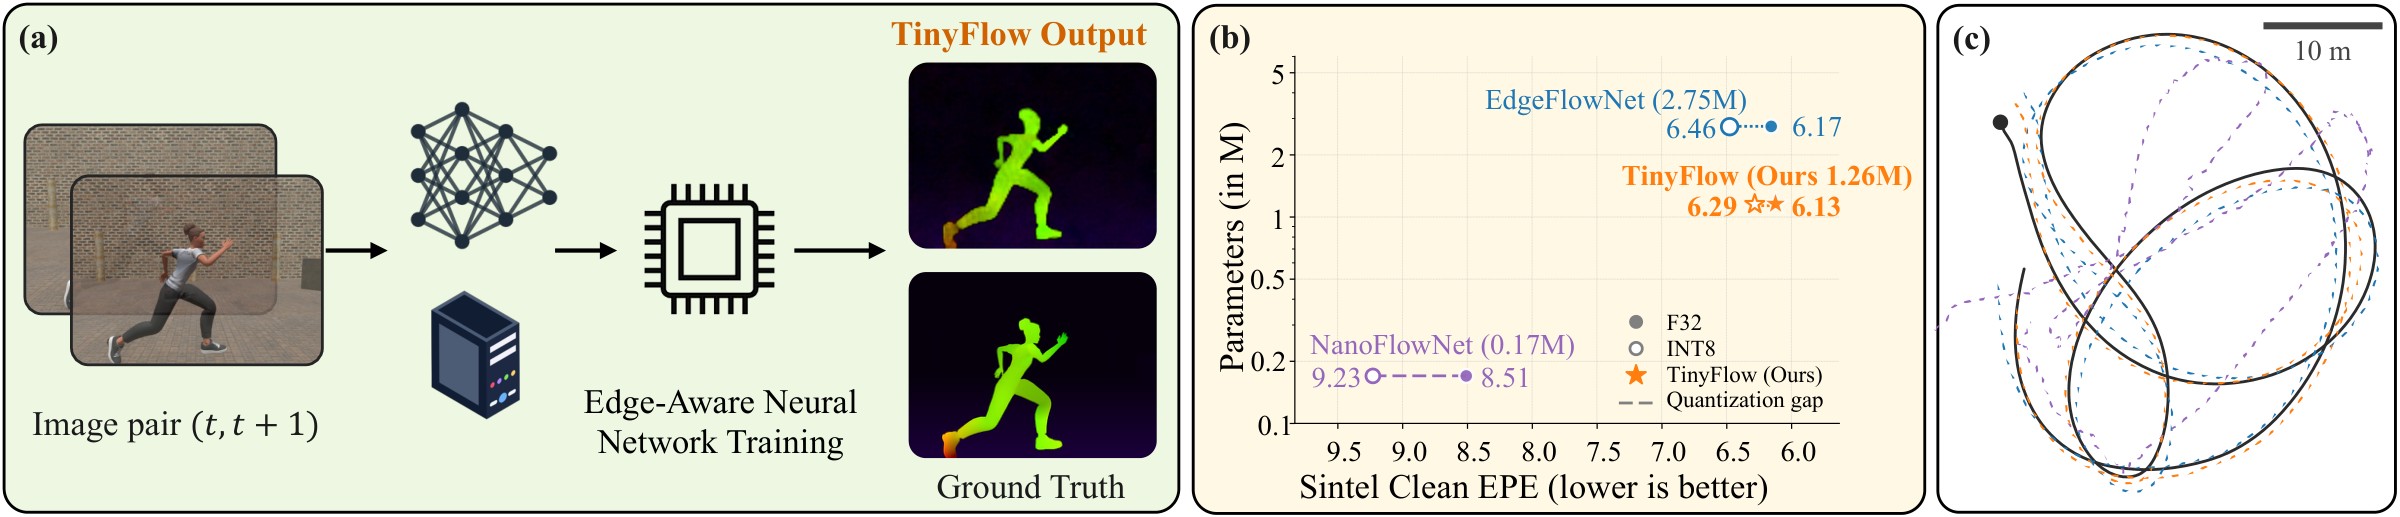 (a)
TinyFlow Output
Image pair (t, t + 1)
Edge-Aware Neural
Network Training
Ground Truth
(b)
Parameters (in M)
5
2
1
0.5
0.2
0.1
EdgeFlowNet (2.75M)
6.46 6.17
TinyFlow (Ours 1.26M)
6.29 6.13
NanoFlowNet (0.17M)
9.23 8.51
F32
INT8
TinyFlow (Ours)
Quantization gap
9.5 9.0 8.5 8.0 7.5 7.0 6.5 6.0
Sintel Clean EPE (lower is better)
(c)
10 m